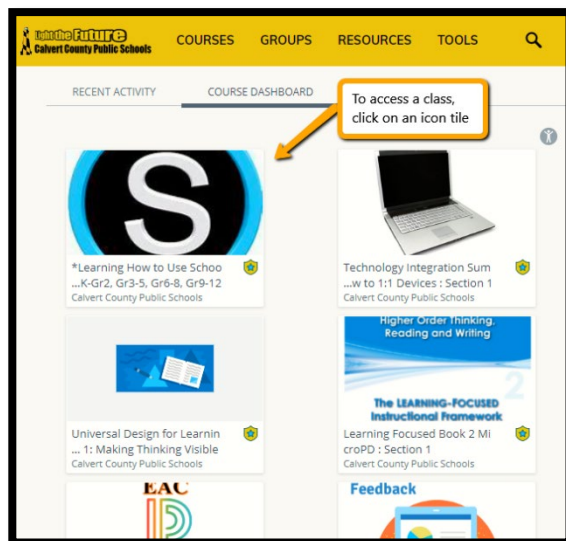 Light the Future
Calvert County Public Schools
COURSES GROUPS RESOURCES TOOLS
RECENT ACTIVITY COURSE DASHBOARD
To access a class,
click on an icon tile
S
*Learning How to Use Schoo
...K-Gr2, Gr3-5, Gr6-8, Gr9-12
Calvert County Public Schools
Technology Integration Sum
...w to 1:1 Devices : Section 1
Calvert County Public Schools
Higher Order Thinking,
Reading and Writing
2
The LEARNING-FOCUSED
Instructional Framework
Universal Design for Learnin
... 1: Making Thinking Visible
Calvert County Public Schools
Learning Focused Book 2 Mi
croPD : Section 1
Calvert County Public Schools
EAC
Feedback